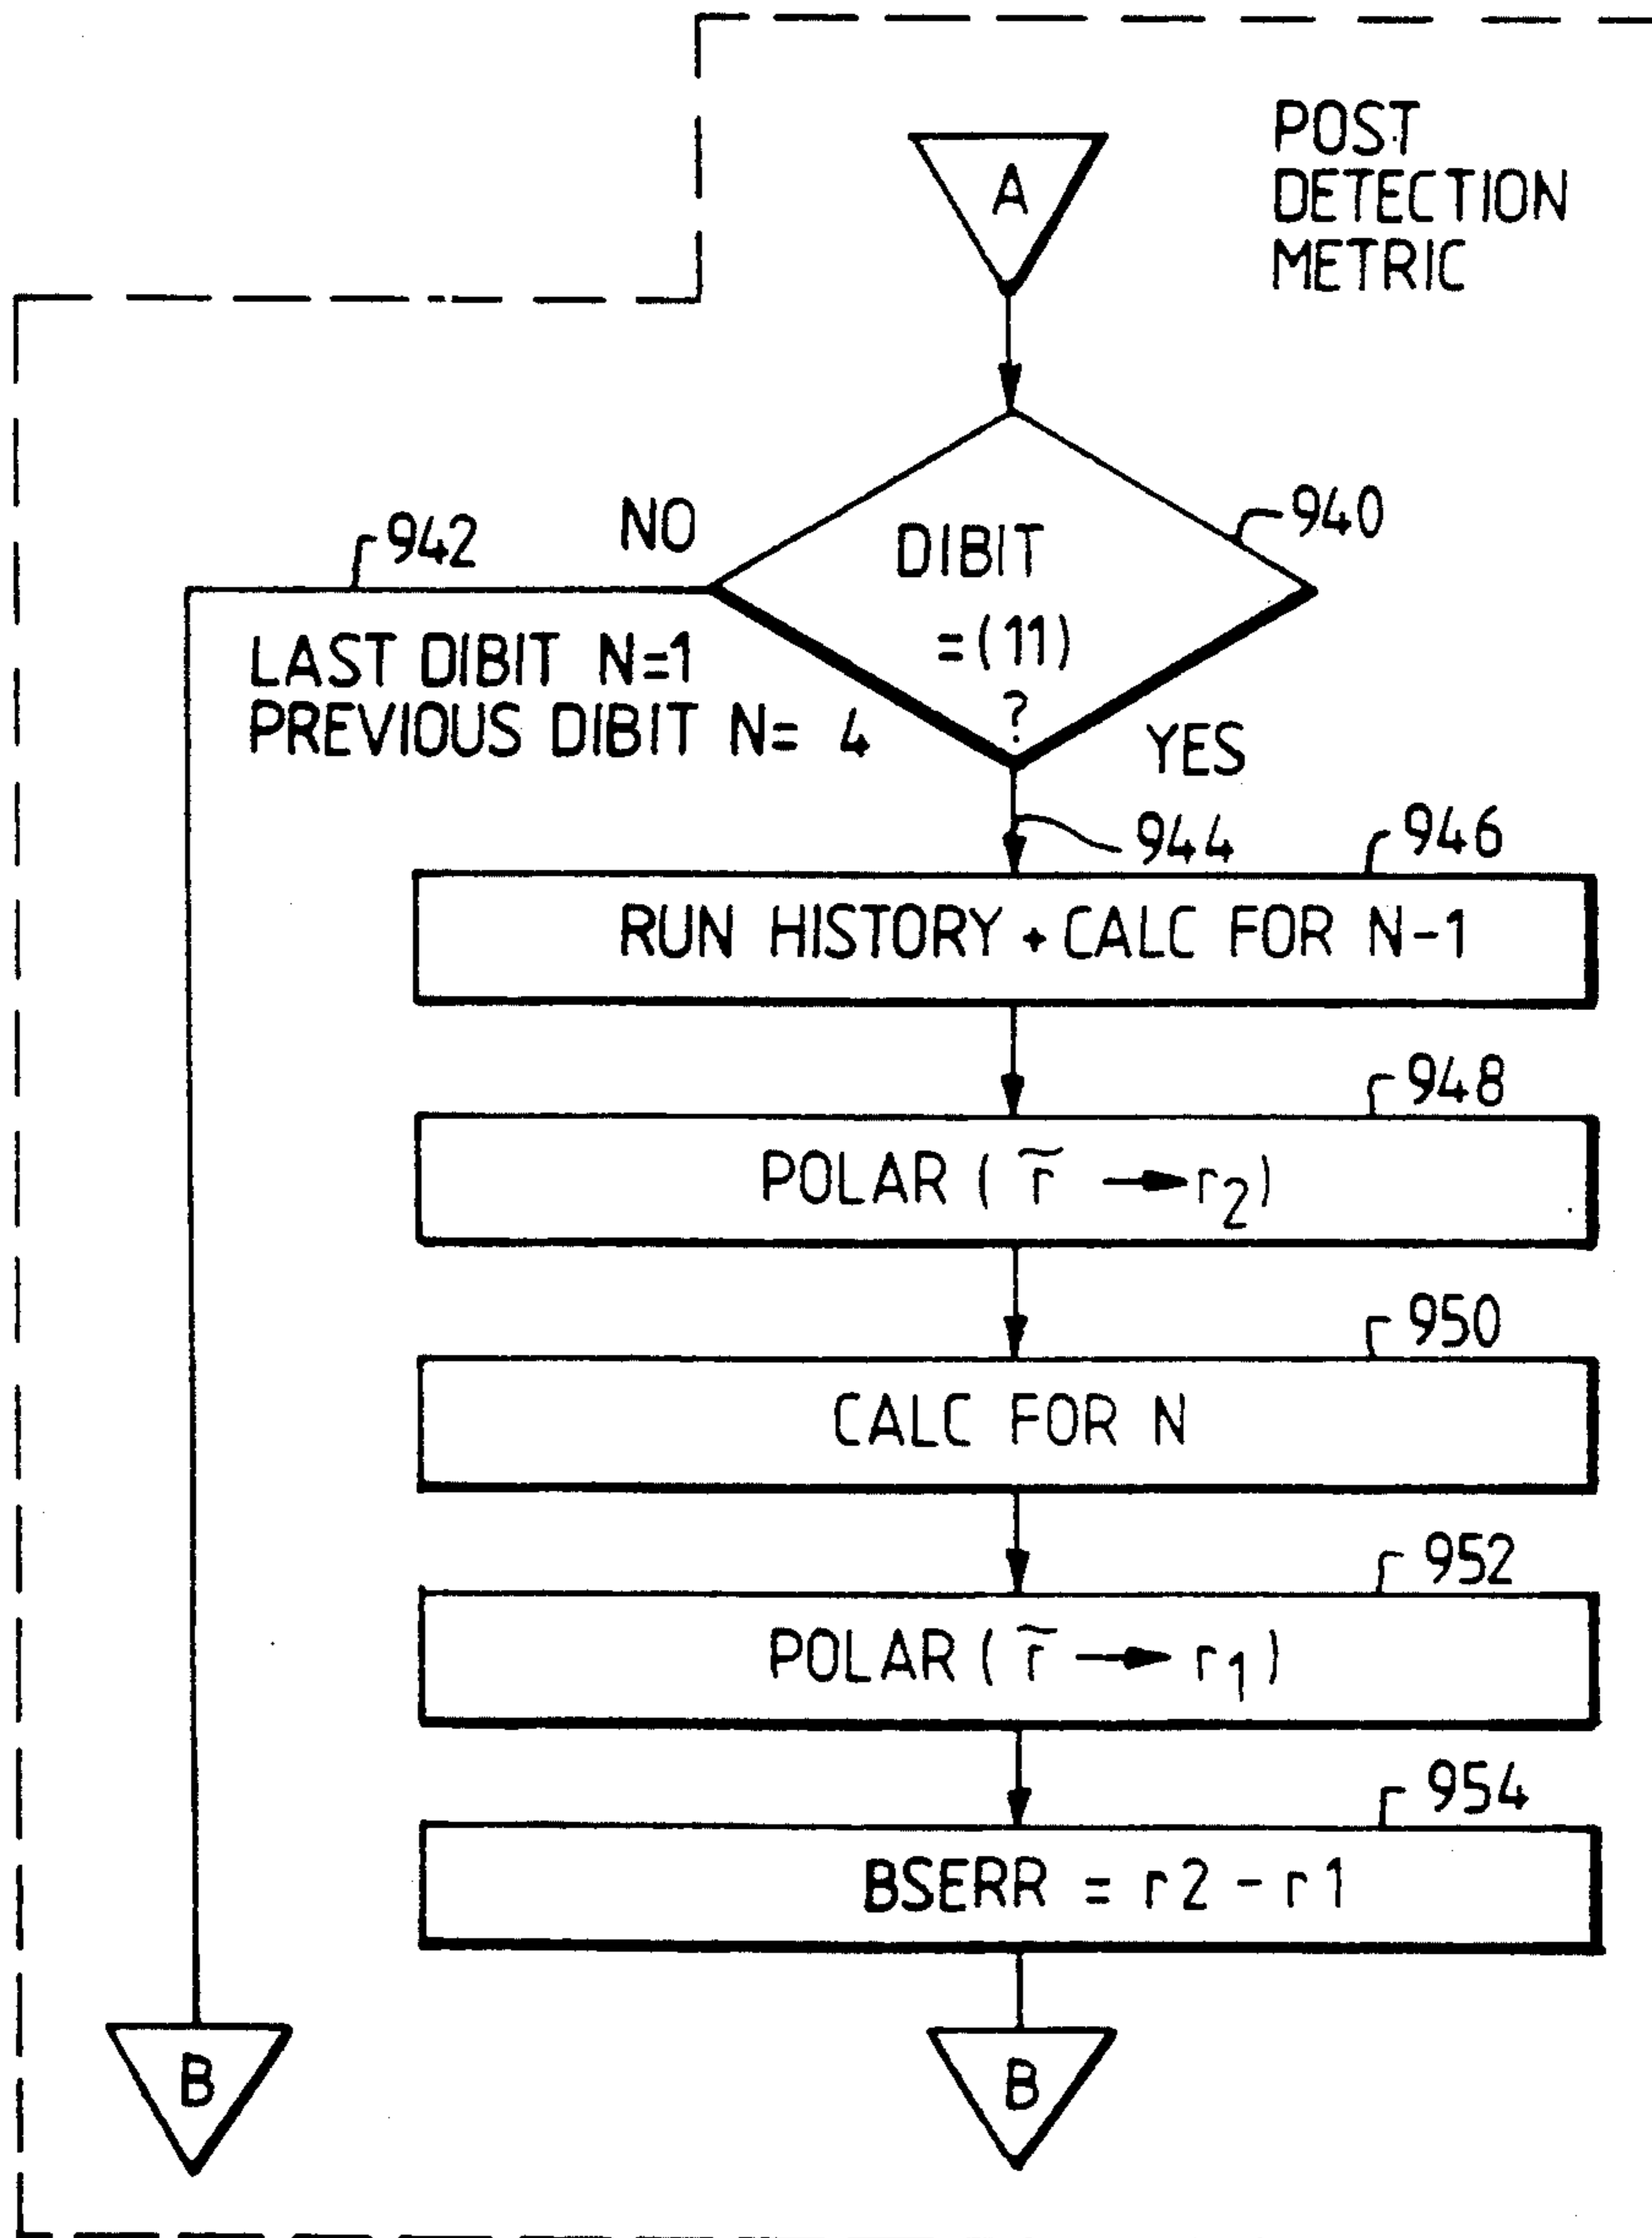 POST
DETECTION
METRIC
A
940
942
NO
DIBIT
=(11)
?
LAST DIBIT N=1
PREVIOUS DIBIT N= 4
YES
944
946
RUN HISTORY + CALC FOR N-1
948
POLAR ( r̃ → r₂)
950
CALC FOR N
952
POLAR ( r̃ → r₁ )
954
BSERR = r2 - r1
B
B